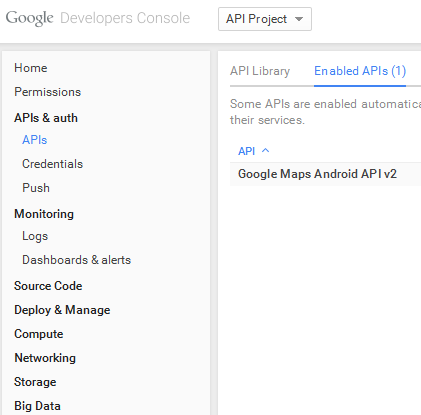 Google Developers Console
API Project
Home
Permissions
APIs & auth
APIs
Credentials
Push
Monitoring
Logs
Dashboards & alerts
Source Code
Deploy & Manage
Compute
Networking
Storage
Big Data
API Library Enabled APIs (1)
Some APIs are enabled automatica
their services.
API
Google Maps Android API v2